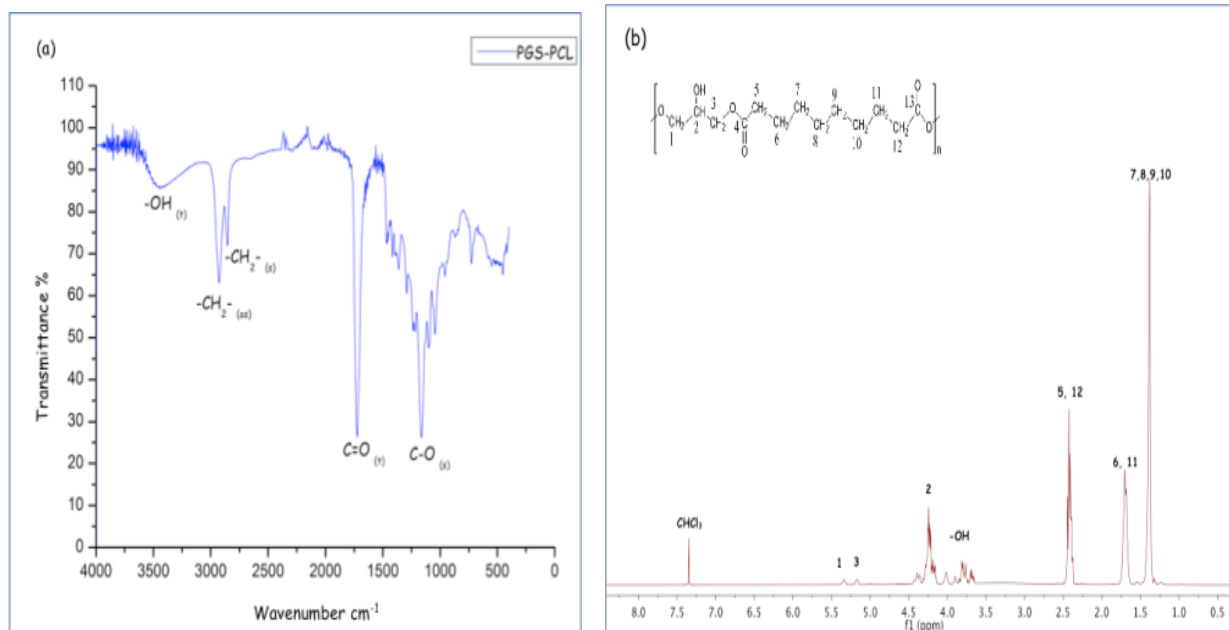 (a)
PGS-PCL
110
100
90
80
70
60
50
40
30
20
10
0
Transmittance %
-OH
-CH2- (s)
-CH2-
C=O
C-O (s)
4000 3500 3000 2500 2000 1500 1000 500 0
Wavenumber cm-1
(b)
OH
O
1
2
3
O
4
O
5
6
7
8
9
10
11
12
13
O
O
n
7,8,9,10
5, 12
6, 11
2
-OH
CHCl3
1
3
8.0 7.5 7.0 6.5 6.0 5.5 5.0 4.5 4.0 3.5 3.0 2.5 2.0 1.5 1.0 0.5
f1 (ppm)